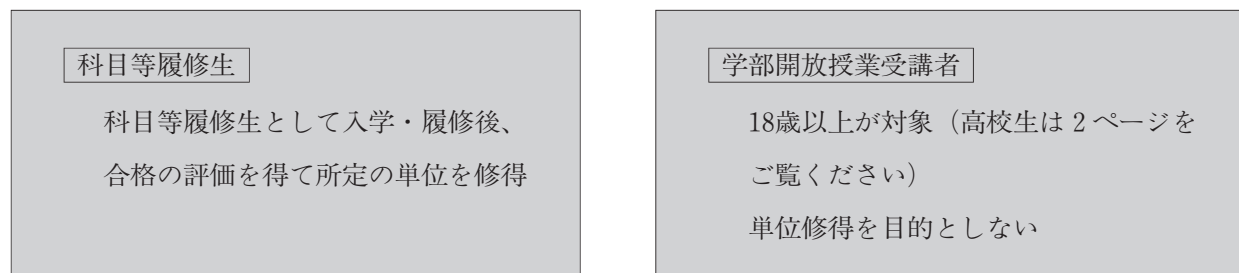 科目等履修生
科目等履修生として入学・履修後、
合格の評価を得て所定の単位を修得
学部開放授業受講者
18歳以上が対象（高校生は2ページを
ご覧ください）
単位修得を目的としない